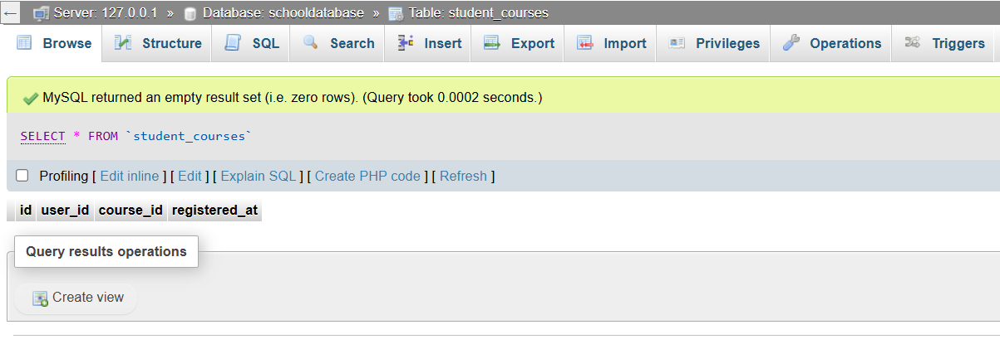 ← Server: 127.0.0.1 » Database: schooldatabase » Table: student_courses
Browse Structure SQL Search Insert Export Import Privileges Operations Triggers
MySQL returned an empty result set (i.e. zero rows). (Query took 0.0002 seconds.)
SELECT * FROM `student_courses`
Profiling [ Edit inline ] [ Edit ] [ Explain SQL ] [ Create PHP code ] [ Refresh ]
id user_id course_id registered_at
Query results operations
Create view